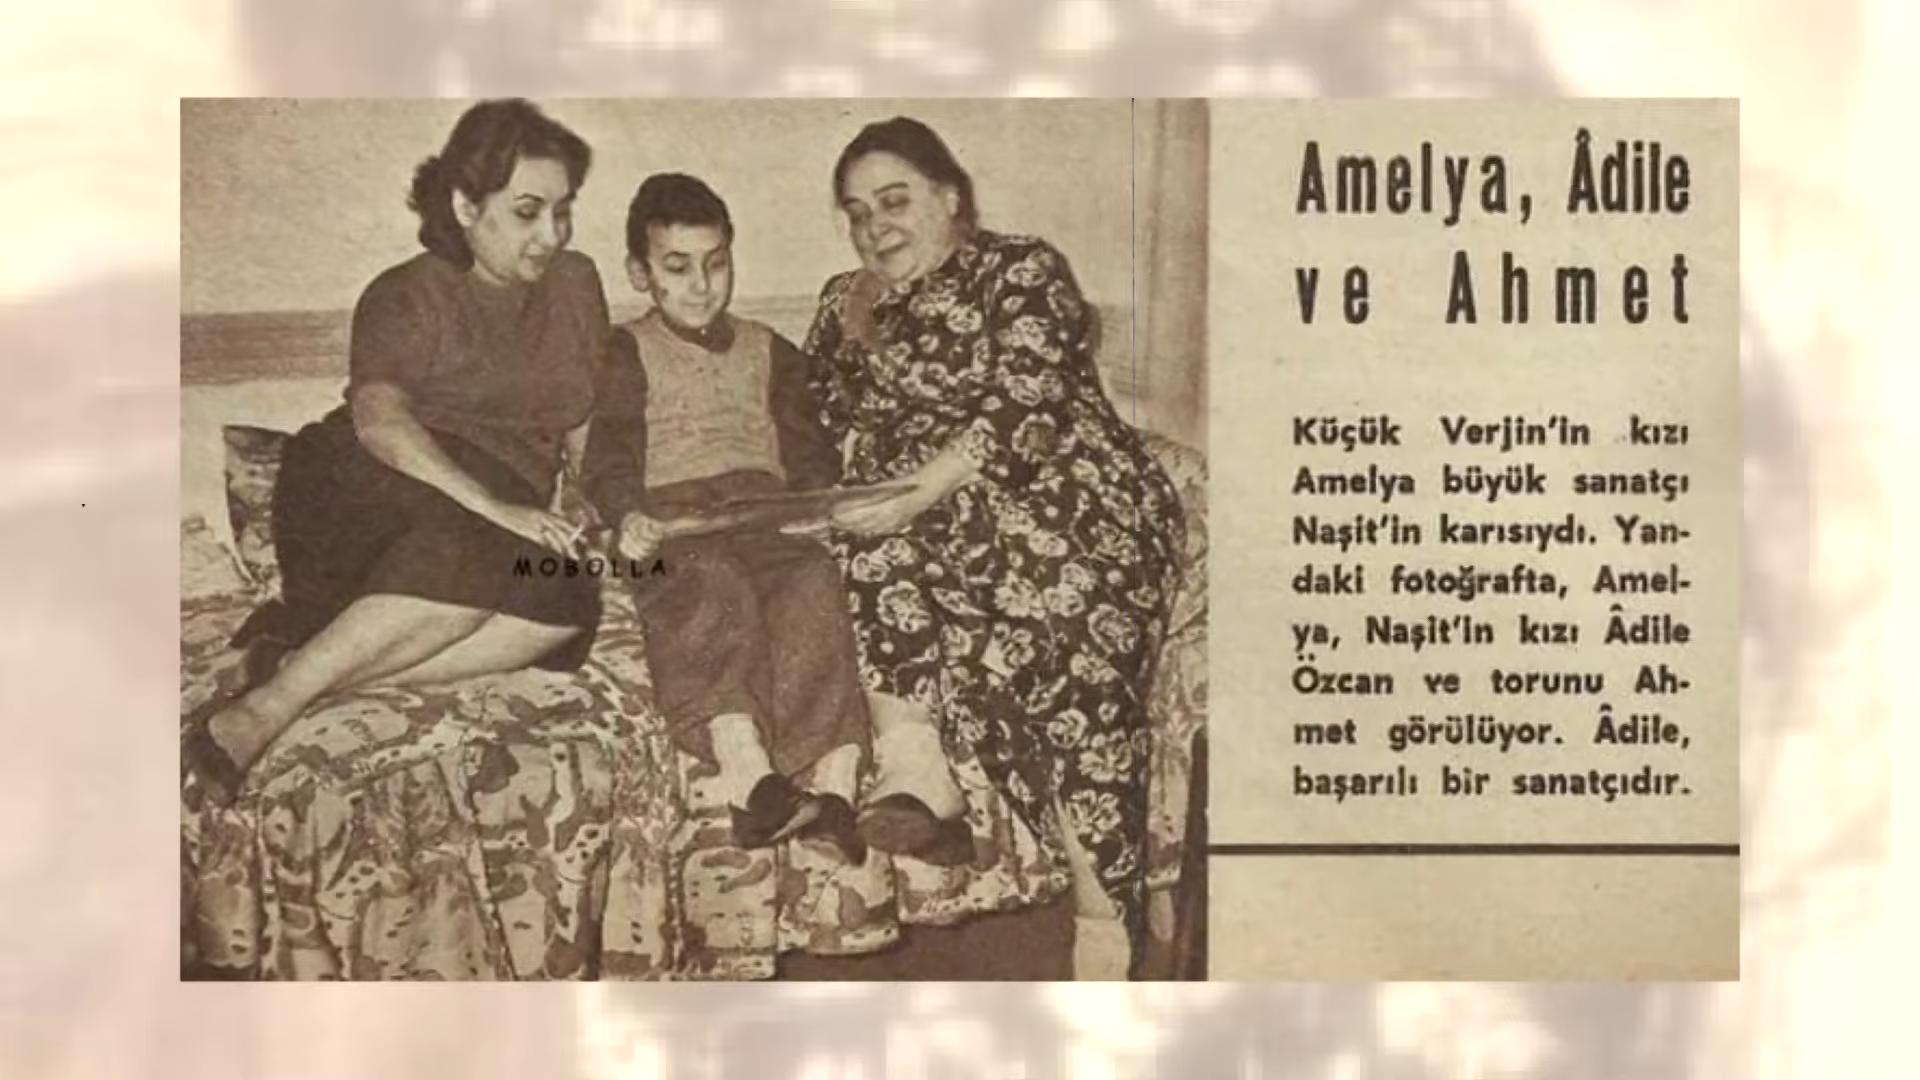 Amelya, Âdile
ve Ahmet
Küçük Verjin'in kızı
Amelya büyük sanatçı
Naşit'in karısıydı. Yan-
daki fotoğrafta, Amel-
ya, Naşit'in kızı Âdile
Özcan ve torunu Ah-
met görülüyor. Âdile,
başarılı bir sanatçıdır.
MOBOLLA